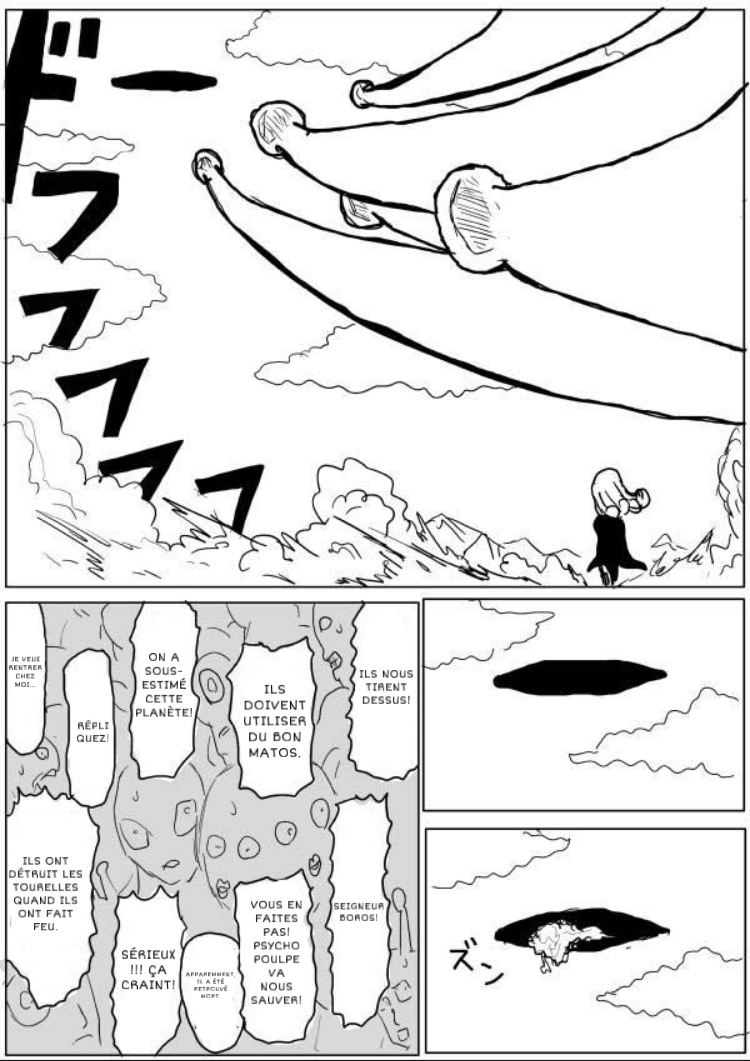 ドーフフフフフ
ズン
ILS NOUS
TIRENT
DESSUS!
ILS
DOIVENT
UTILISER
DU BON
MATOS.
ON A
SOUS-
ESTIMÉ
CETTE
PLANÈTE!
RÉPLI
QUEZ!
JE VEUX
RENTRER
CHEZ
MOI...
SEIGNEUR
BOROS!
VOUS EN
FAITES
PAS!
PSYCHO
POULPE
VA
NOUS
SAUVER!
APPAREMMENT,
IL A ÉTÉ
RETROUVÉ
MORT.
SÉRIEUX
!!! ÇA
CRAINT!
ILS ONT
DÉTRUIT LES
TOURELLES
QUAND ILS
ONT FAIT
FEU.